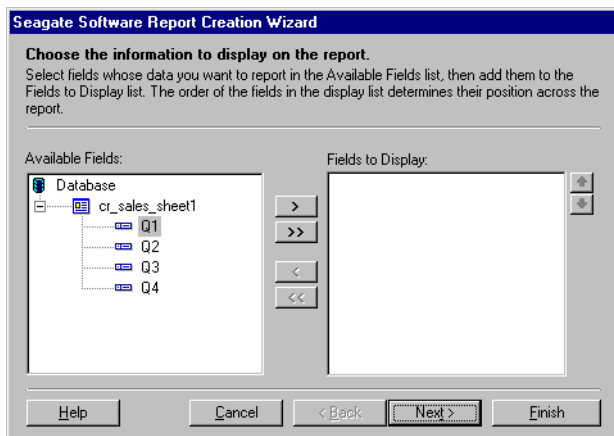 Seagate Software Report Creation Wizard
Choose the information to display on the report.
Select fields whose data you want to report in the Available Fields list, then add them to the
Fields to Display list. The order of the fields in the display list determines their position across the
report.
Available Fields:
Fields to Display:
Database
cr_sales_sheet1
Q1
Q2
Q3
Q4
>
>>
<
<<
Help
Cancel
< Back
Next >
Finish